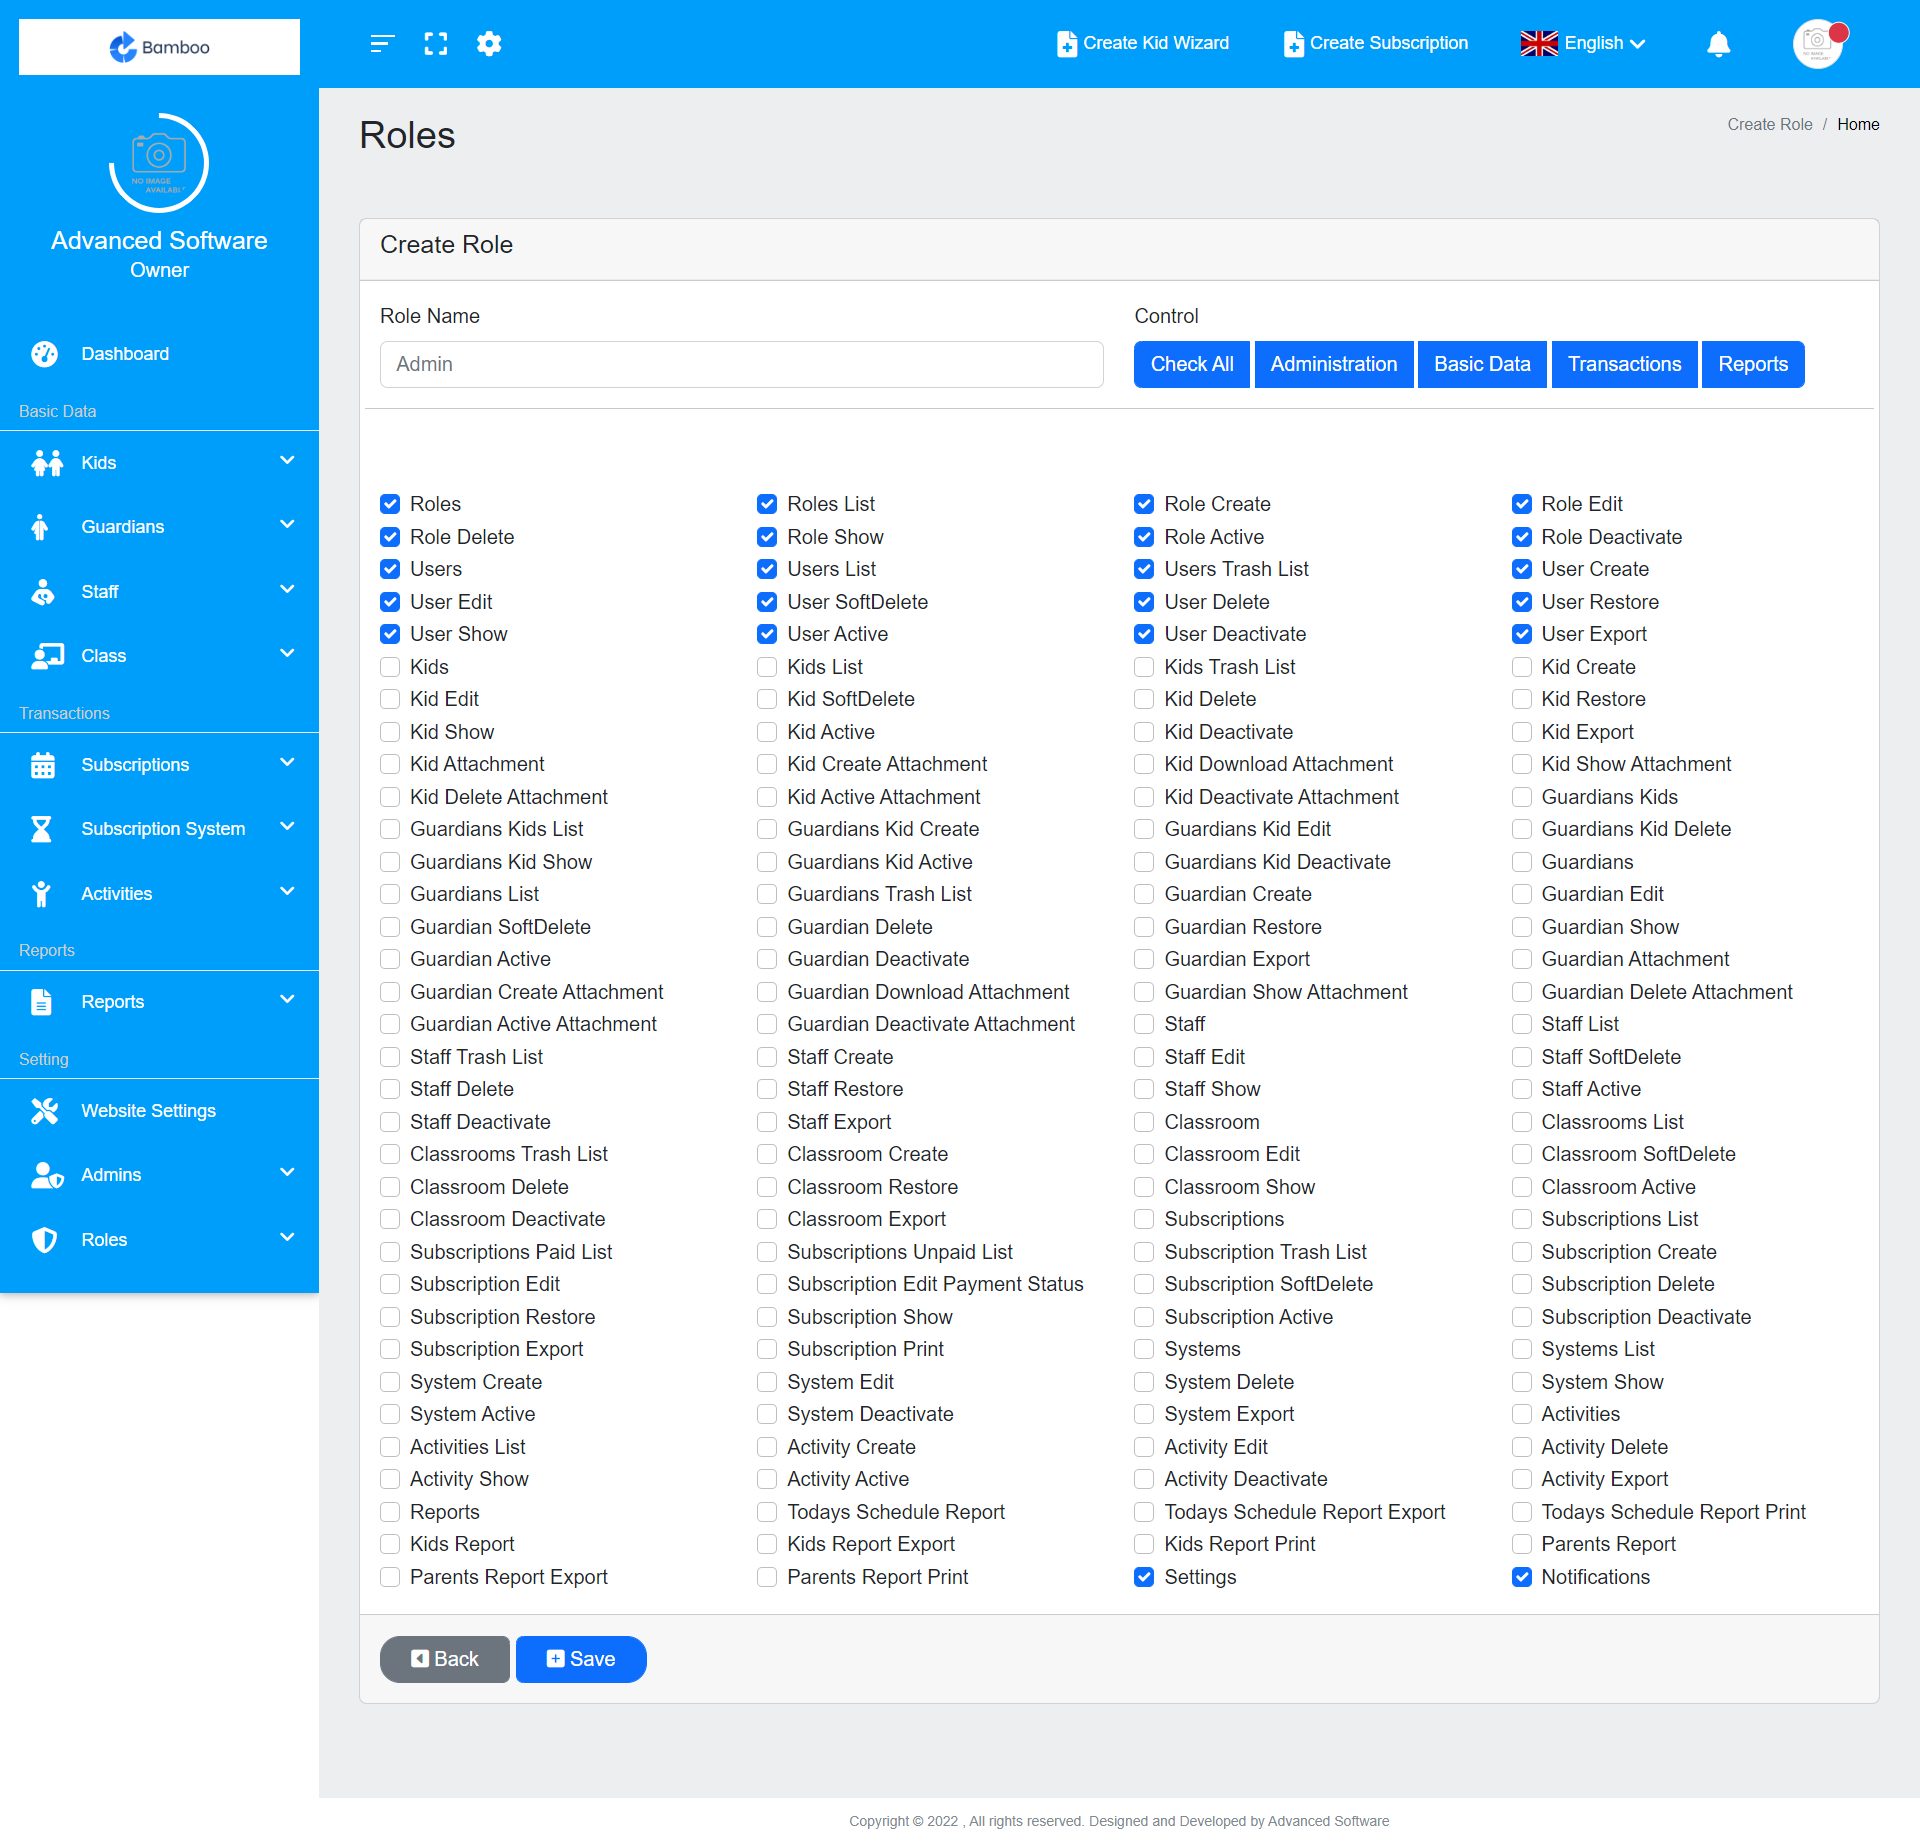 Bamboo
Create Kid Wizard
Create Subscription
English
NO IMAGE
Advanced Software
Owner
Dashboard
Basic Data
Kids
Guardians
Staff
Class
Transactions
Subscriptions
Subscription System
Activities
Reports
Reports
Setting
Website Settings
Admins
Roles
Roles
Create Role / Home
Create Role
Role Name
Control
Admin
Check All Administration Basic Data Transactions Reports
Roles Roles List Role Create Role Edit
Role Delete Role Show Role Active Role Deactivate
Users Users List Users Trash List User Create
User Edit User SoftDelete User Delete User Restore
User Show User Active User Deactivate User Export
Kids Kids List Kids Trash List Kid Create
Kid Edit Kid SoftDelete Kid Delete Kid Restore
Kid Show Kid Active Kid Deactivate Kid Export
Kid Attachment Kid Create Attachment Kid Download Attachment Kid Show Attachment
Kid Delete Attachment Kid Active Attachment Kid Deactivate Attachment Guardians Kids
Guardians Kids List Guardians Kid Create Guardians Kid Edit Guardians Kid Delete
Guardians Kid Show Guardians Kid Active Guardians Kid Deactivate Guardians
Guardians List Guardians Trash List Guardian Create Guardian Edit
Guardian SoftDelete Guardian Delete Guardian Restore Guardian Show
Guardian Active Guardian Deactivate Guardian Export Guardian Attachment
Guardian Create Attachment Guardian Download Attachment Guardian Show Attachment Guardian Delete Attachment
Guardian Active Attachment Guardian Deactivate Attachment Staff Staff List
Staff Trash List Staff Create Staff Edit Staff SoftDelete
Staff Delete Staff Restore Staff Show Staff Active
Staff Deactivate Staff Export Classroom Classrooms List
Classrooms Trash List Classroom Create Classroom Edit Classroom SoftDelete
Classroom Delete Classroom Restore Classroom Show Classroom Active
Classroom Deactivate Classroom Export Subscriptions Subscriptions List
Subscriptions Paid List Subscriptions Unpaid List Subscription Trash List Subscription Create
Subscription Edit Subscription Edit Payment Status Subscription SoftDelete Subscription Delete
Subscription Restore Subscription Show Subscription Active Subscription Deactivate
Subscription Export Subscription Print Systems Systems List
System Create System Edit System Delete System Show
System Active System Deactivate System Export Activities
Activities List Activity Create Activity Edit Activity Delete
Activity Show Activity Active Activity Deactivate Activity Export
Reports Todays Schedule Report Todays Schedule Report Export Todays Schedule Report Print
Kids Report Kids Report Export Kids Report Print Parents Report
Parents Report Export Parents Report Print Settings Notifications
Back Save
Copyright © 2022 , All rights reserved. Designed and Developed by Advanced Software